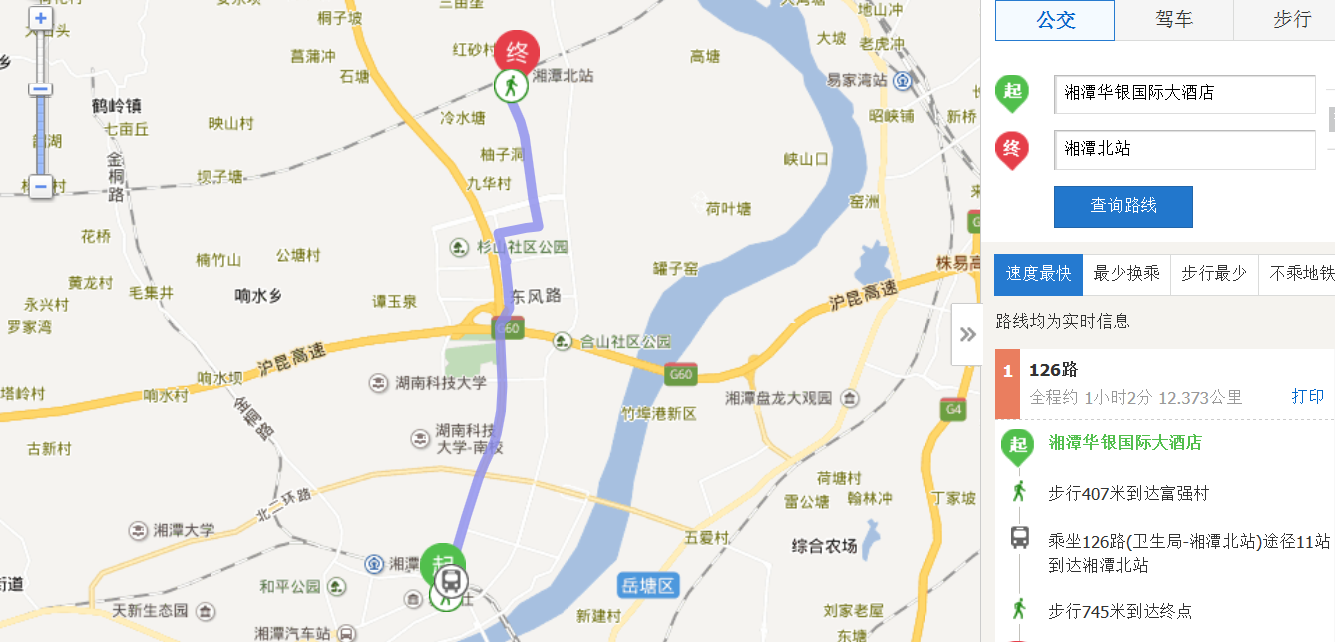 桐子坡
三亩垄
地山冲
大坡
老虎冲
菖蒲冲
石塘
红砂村
终
湘潭北站
高塘
易家湾站
鹤岭镇
七亩丘
映山村
冷水塘
昭峡铺
新桥
金桐路
坝子塘
柚子洞
九华村
峡山口
窑洲
荷叶塘
花桥
楠竹山
公塘村
杉山社区公园
罐子窑
株易高
黄龙村
毛集井
响水乡
谭玉泉
东风路
沪昆高速
永兴村
罗家湾
G60
合山社区公园
沪昆高速
响水坝
湖南科技大学
G60
塔岭村
响水村
湘潭盘龙大观园
G4
金桐路
湖南科技
大学-南校
竹埠港新区
古新村
荷塘村
雷公塘
翰林冲
丁家坡
北二环路
湘潭大学
五爱村
综合农场
湘潭
起
和平公园
岳塘区
街道
天新生态园
新建村
刘家老屋
湘潭汽车站
东塘
公交
驾车
步行
起
湘潭华银国际大酒店
终
湘潭北站
查询路线
速度最快
最少换乘
步行最少
不乘地铁
路线均为实时信息
1
126路
全程约 1小时2分 12.373公里
打印
起
湘潭华银国际大酒店
步行407米到达富强村
乘坐126路(卫生局-湘潭北站)途径11站
到达湘潭北站
步行745米到达终点